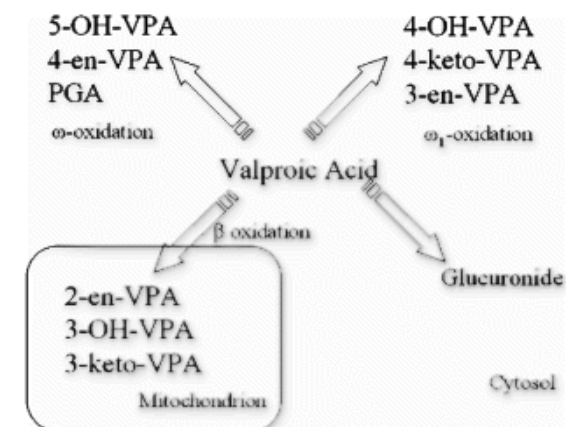 5-OH-VPA
4-en-VPA
PGA
ω-oxidation
4-OH-VPA
4-keto-VPA
3-en-VPA
ω₁-oxidation
Valproic Acid
β oxidation
Glucuronide
2-en-VPA
3-OH-VPA
3-keto-VPA
Mitochondrion
Cytosol